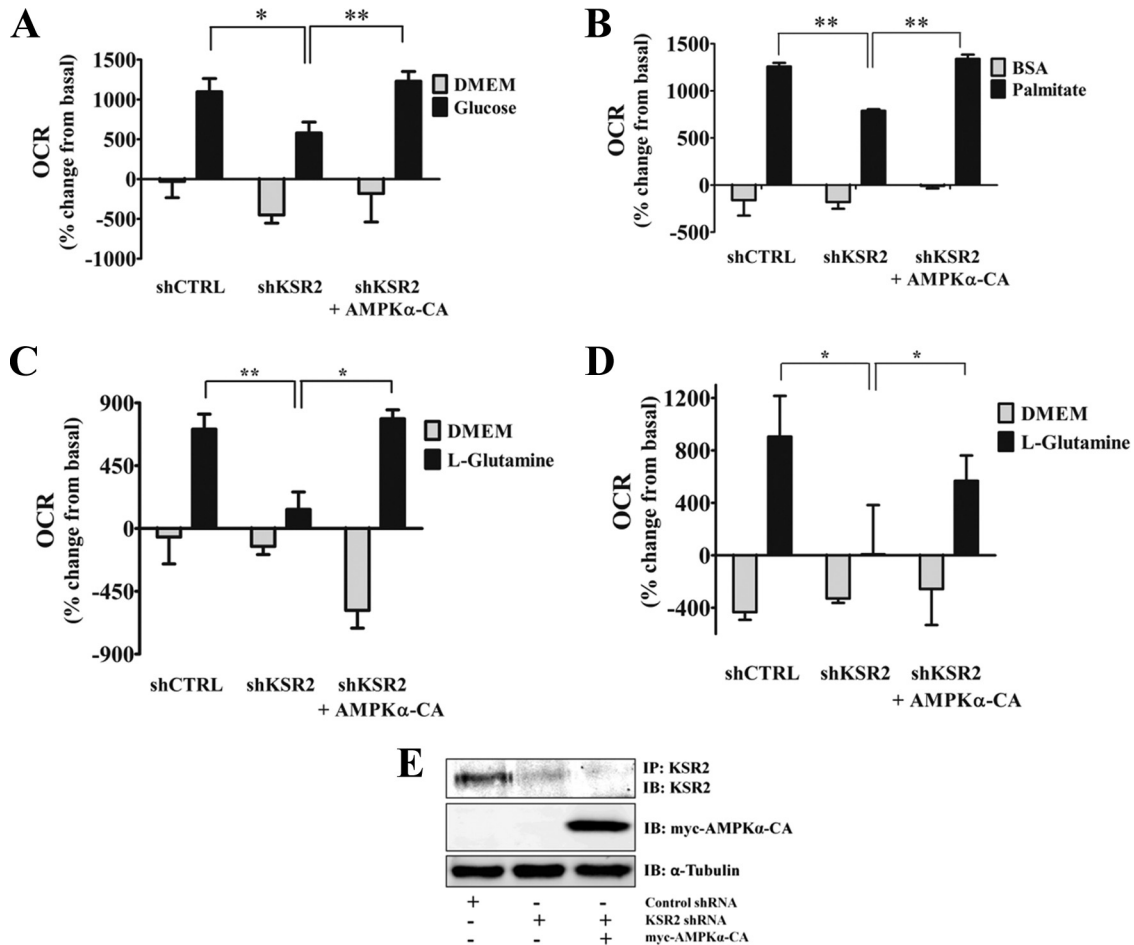 A
* **
OCR
(% change from basal)
1500
1000
500
0
-500
-1000
DMEM
Glucose
shCTRL shKSR2 shKSR2
+ AMPKα-CA
B
** **
OCR
(% change from basal)
1500
1000
500
0
-500
BSA
Palmitate
shCTRL shKSR2 shKSR2
+ AMPKα-CA
C
** *
OCR
(% change from basal)
900
450
0
-450
-900
DMEM
L-Glutamine
shCTRL shKSR2 shKSR2
+ AMPKα-CA
D
* *
OCR
(% change from basal)
1200
800
400
0
-400
DMEM
L-Glutamine
shCTRL shKSR2 shKSR2
+ AMPKα-CA
E
IP: KSR2
IB: KSR2
IB: myc-AMPKα-CA
IB: α-Tubulin
+ - - Control shRNA
- + + KSR2 shRNA
- - + myc-AMPKα-CA